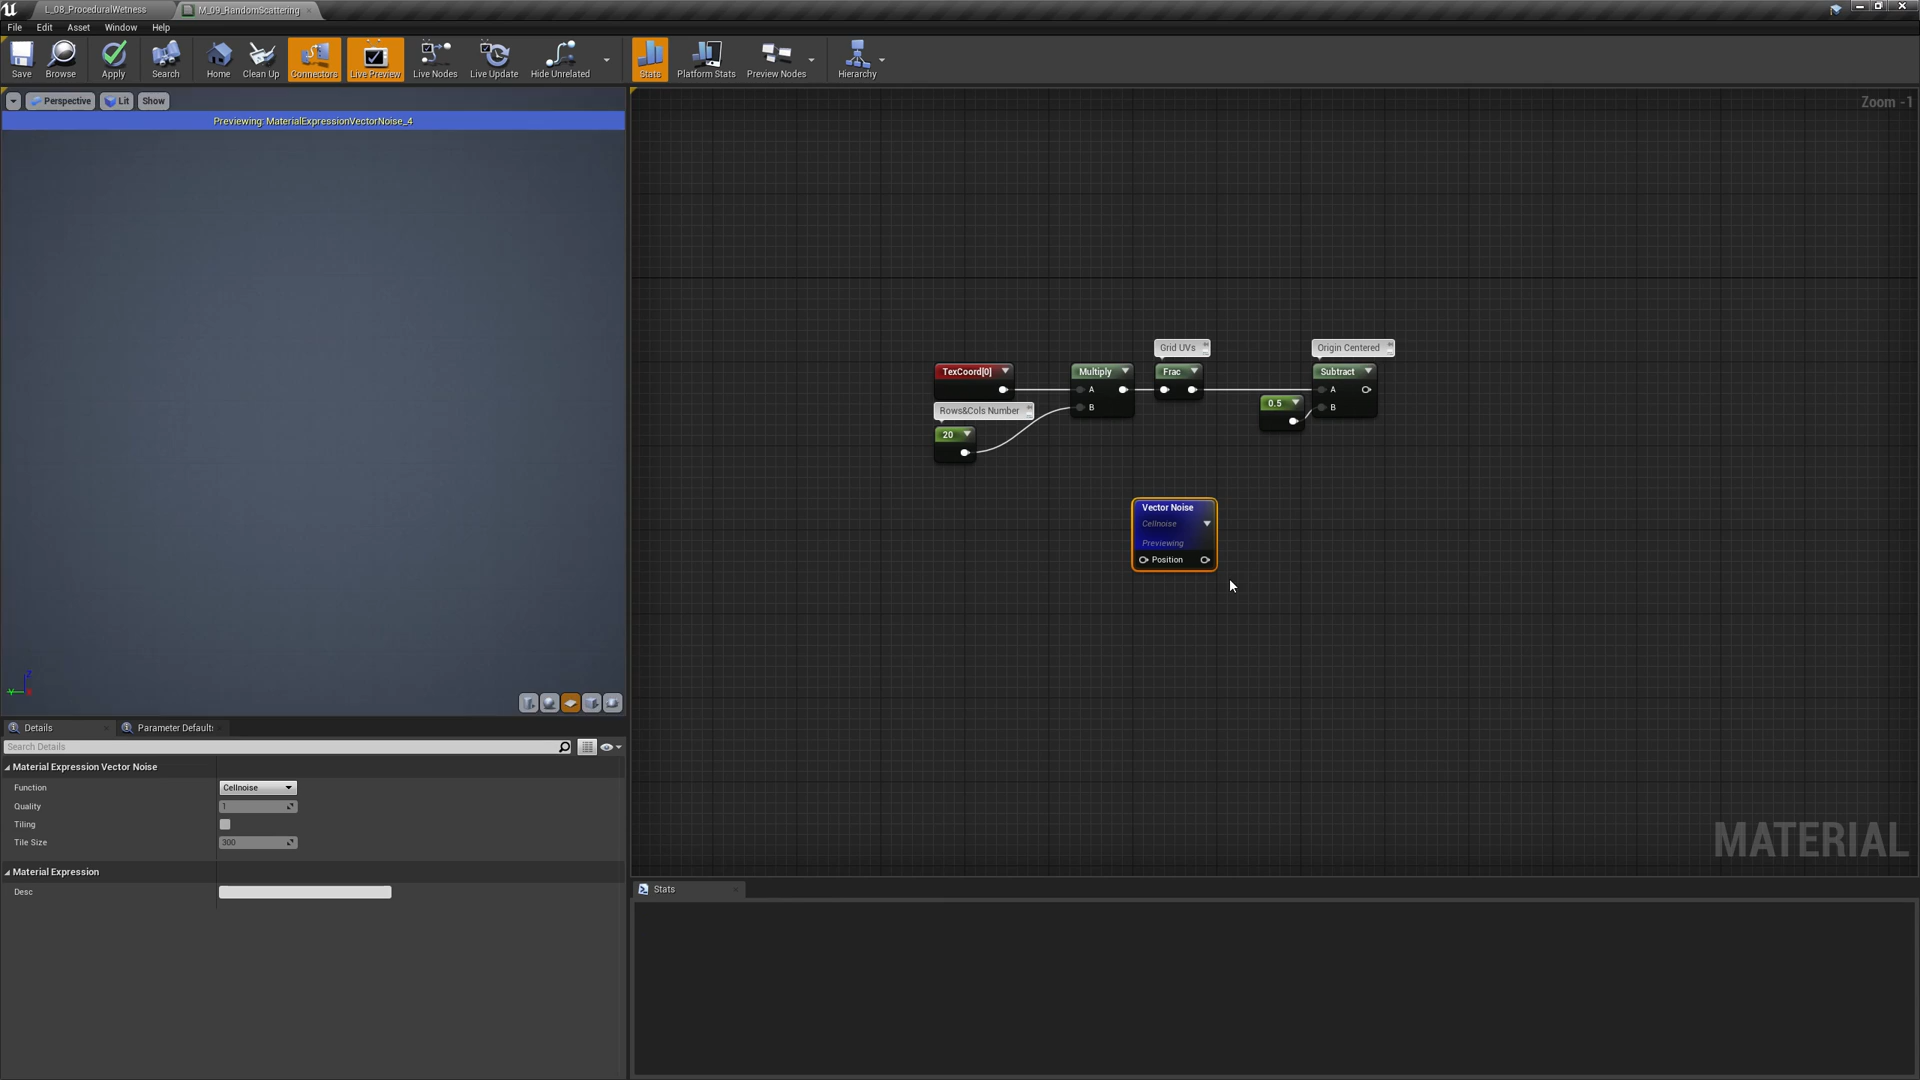 L_08_ProceduralWetness
M_09_RandomScattering
File Edit Asset Window Help
Save Browse Apply Search Home Clean Up Connectors Live Preview Live Nodes Live Update Hide Unrelated Stats Platform Stats Preview Nodes Hierarchy
Perspective Lit Show
Zoom -1
Previewing: MaterialExpressionVectorNoise_4
Grid UVs
Origin Centered
TexCoord[0]
Multiply
A
B
Frac
Subtract
A
B
0.5
Rows&Cols Number
20
Vector Noise
Cellnoise
Previewing
Position
Z
Y
MATERIAL
Details
Parameter Defaults
Search Details
Material Expression Vector Noise
Function Cellnoise
Quality 1
Tiling
Tile Size 300
Material Expression
Desc
Stats